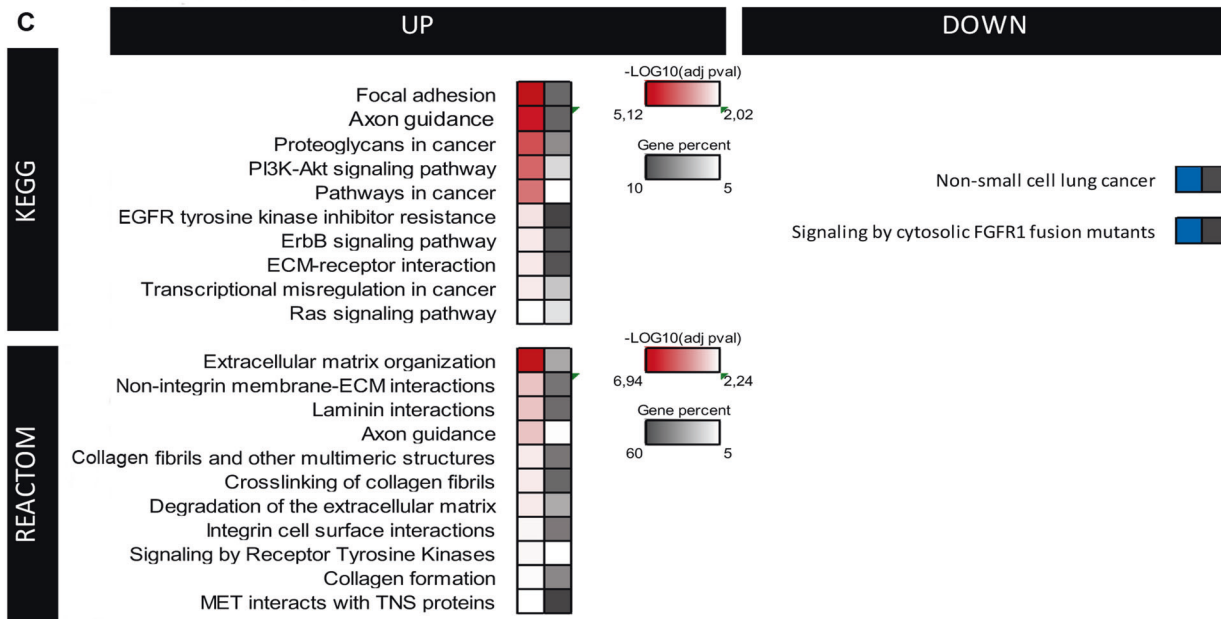 C
UP
DOWN
KEGG
Focal adhesion
Axon guidance
Proteoglycans in cancer
PI3K-Akt signaling pathway
Pathways in cancer
EGFR tyrosine kinase inhibitor resistance
ErbB signaling pathway
ECM-receptor interaction
Transcriptional misregulation in cancer
Ras signaling pathway
-LOG10(adj pval)
5,12 2,02
Gene percent
10 5
Non-small cell lung cancer
Signaling by cytosolic FGFR1 fusion mutants
REACTOM
Extracellular matrix organization
Non-integrin membrane-ECM interactions
Laminin interactions
Axon guidance
Collagen fibrils and other multimeric structures
Crosslinking of collagen fibrils
Degradation of the extracellular matrix
Integrin cell surface interactions
Signaling by Receptor Tyrosine Kinases
Collagen formation
MET interacts with TNS proteins
-LOG10(adj pval)
6,94 2,24
Gene percent
60 5